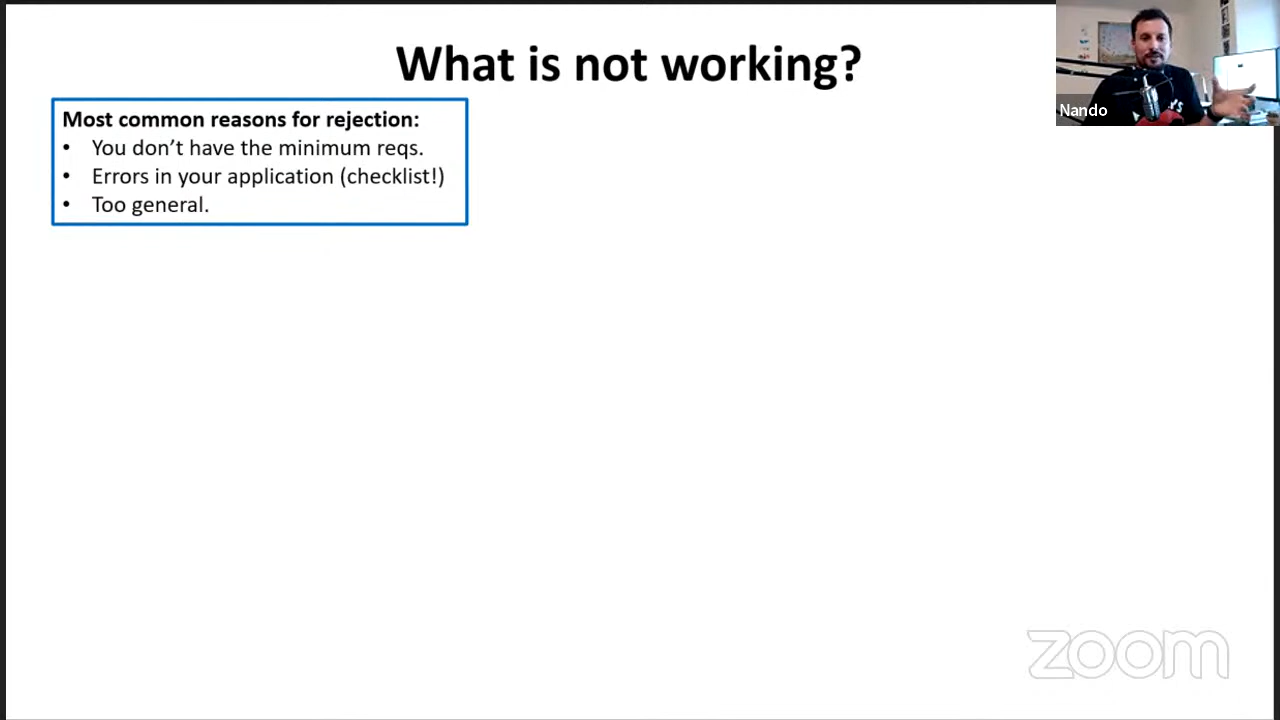 What is not working?
Most common reasons for rejection:
• You don’t have the minimum reqs.
• Errors in your application (checklist!)
• Too general.
Nando
zoom